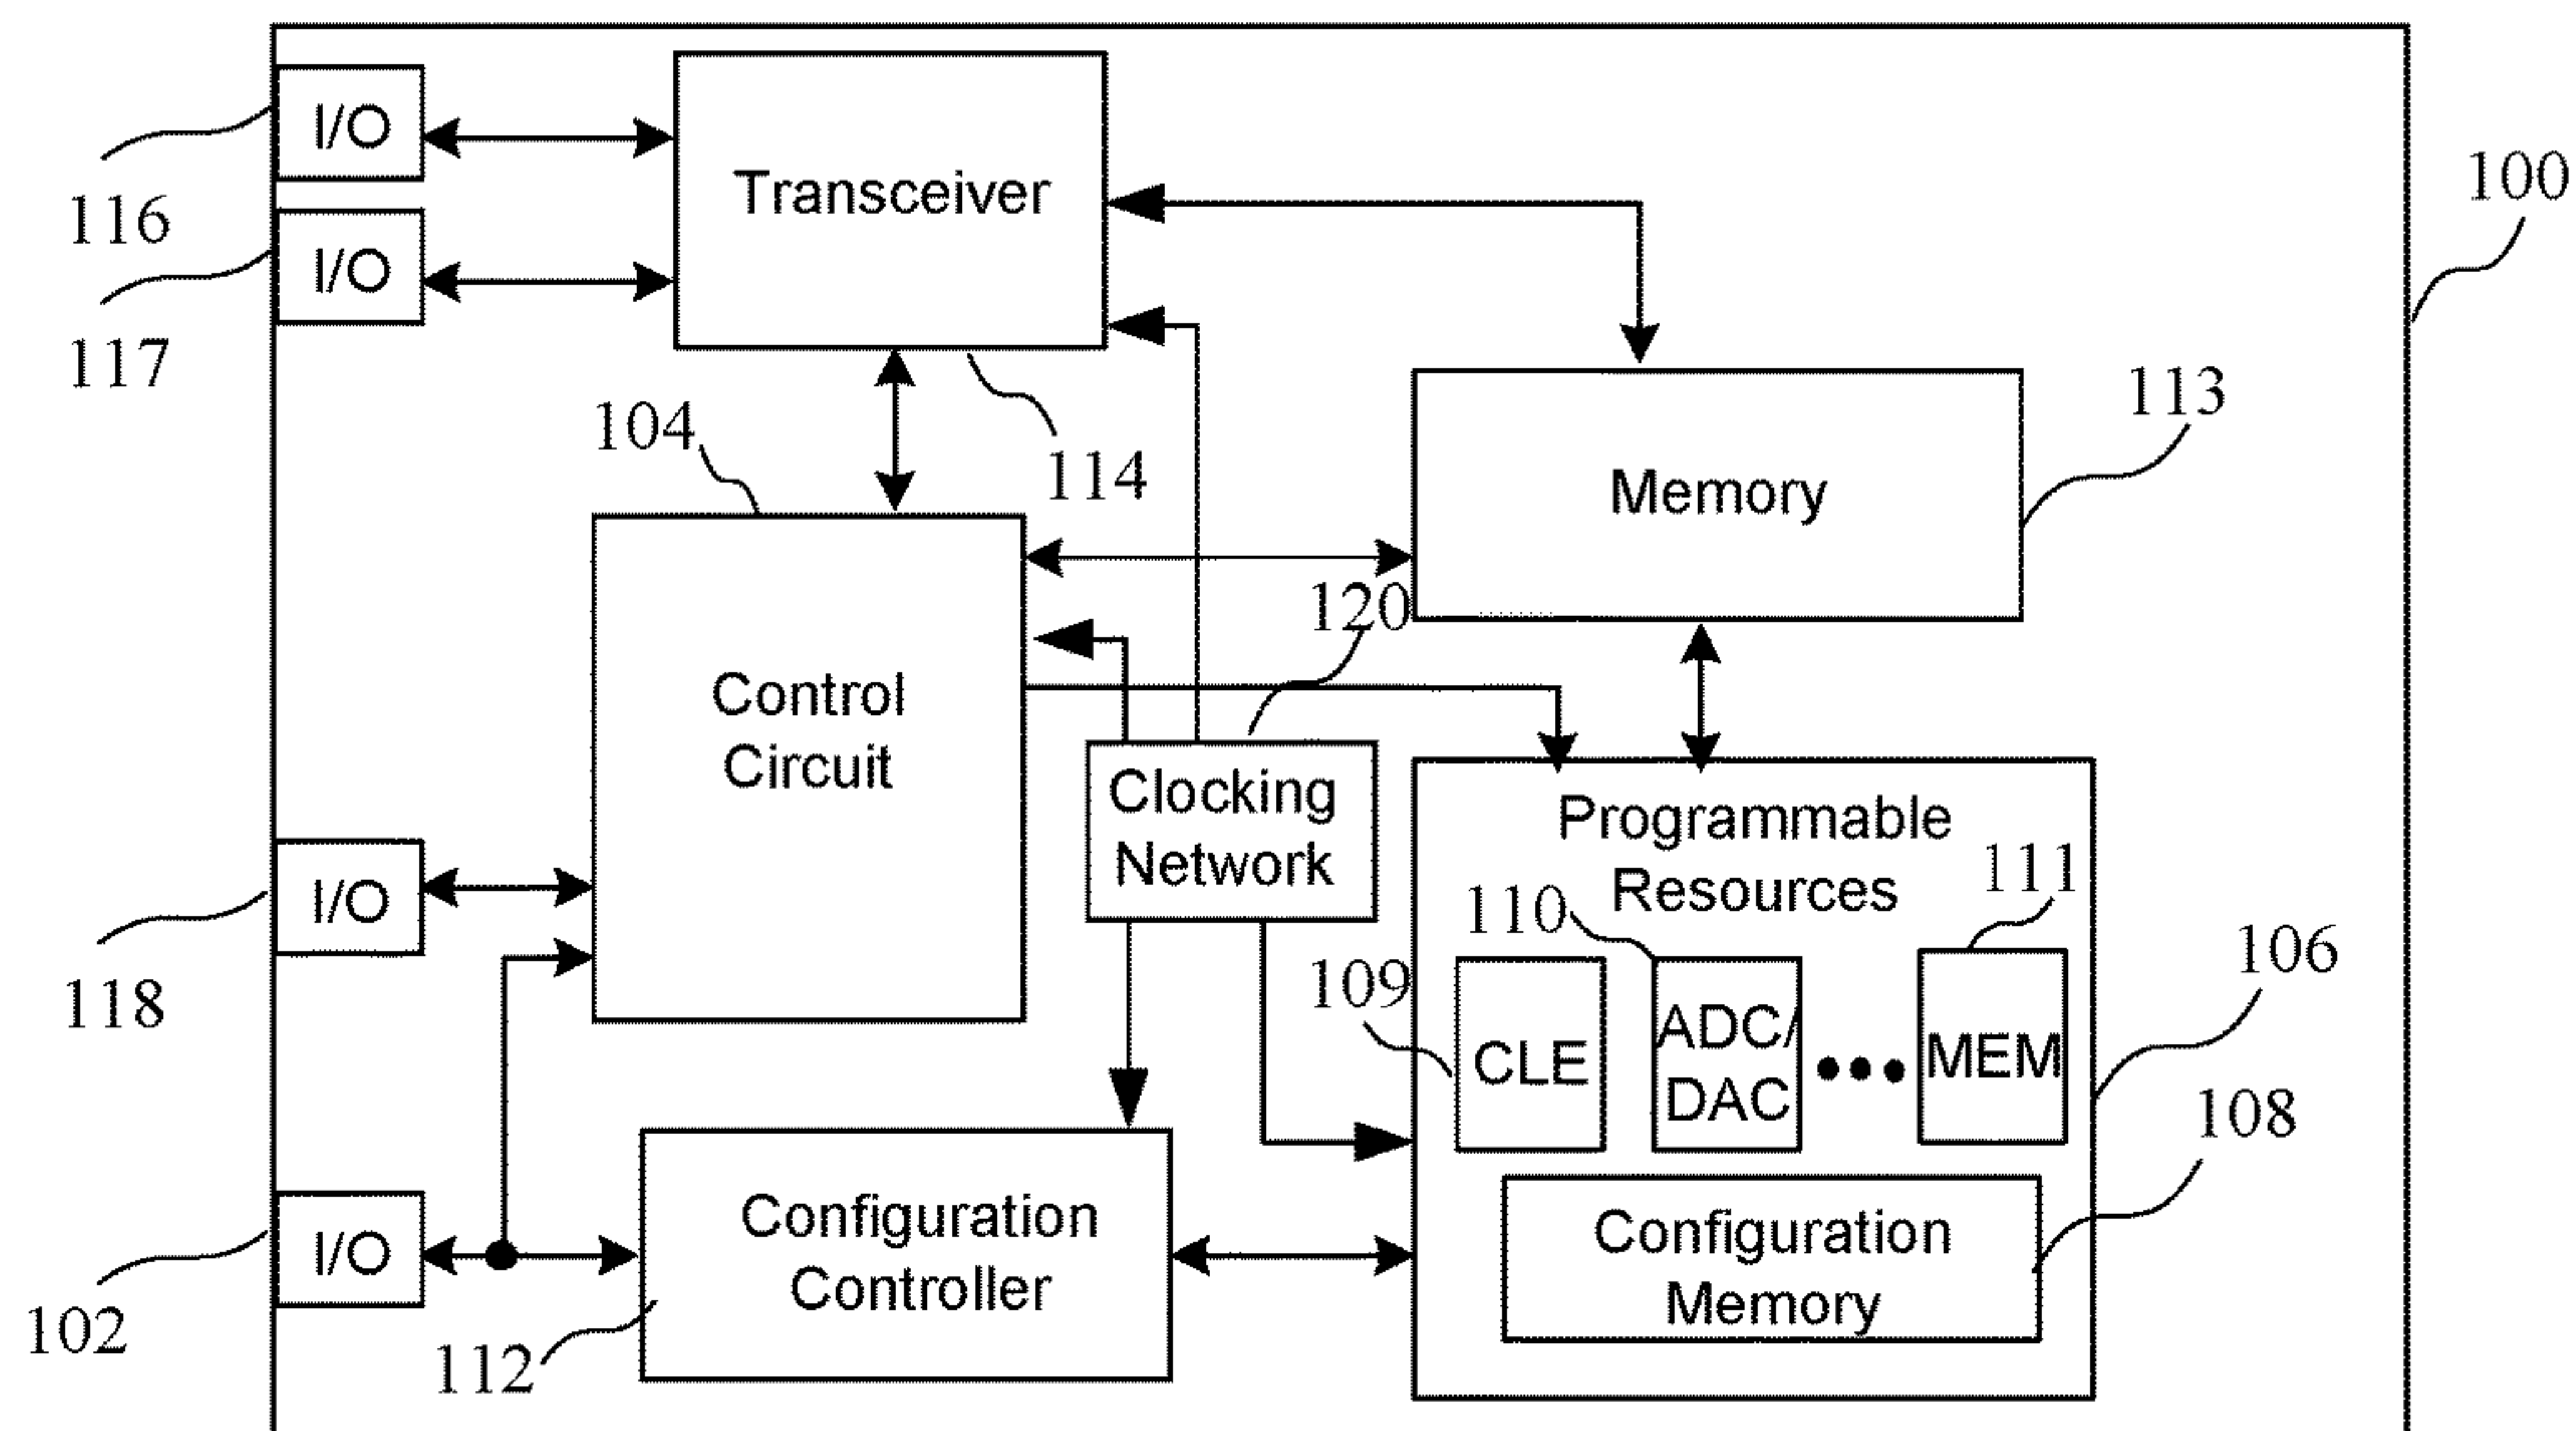 I/O
Transceiver
100
116
I/O
117
113
104
114
Memory
120
Control
Circuit
Clocking
Network
Programmable
Resources
111
110
I/O
106
109
118
CLE
ADC/
DAC
MEM
108
Configuration
Controller
Configuration
Memory
I/O
102
112